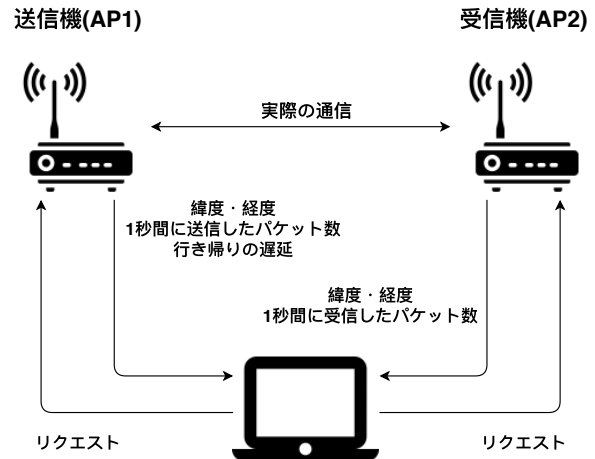 送信機(AP1)
受信機(AP2)
実際の通信
緯度・経度
1秒間に送信したパケット数
行き帰りの遅延
緯度・経度
1秒間に受信したパケット数
リクエスト
リクエスト